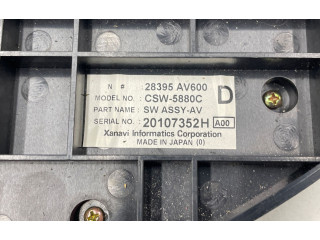 N # : 28395 AV600
MODEL NO. : CSW-5880C D
PART NAME : SW ASSY-AV
SERIAL NO. : 20107352H A00
Xanavi Informatics Corporation
MADE IN JAPAN (0)